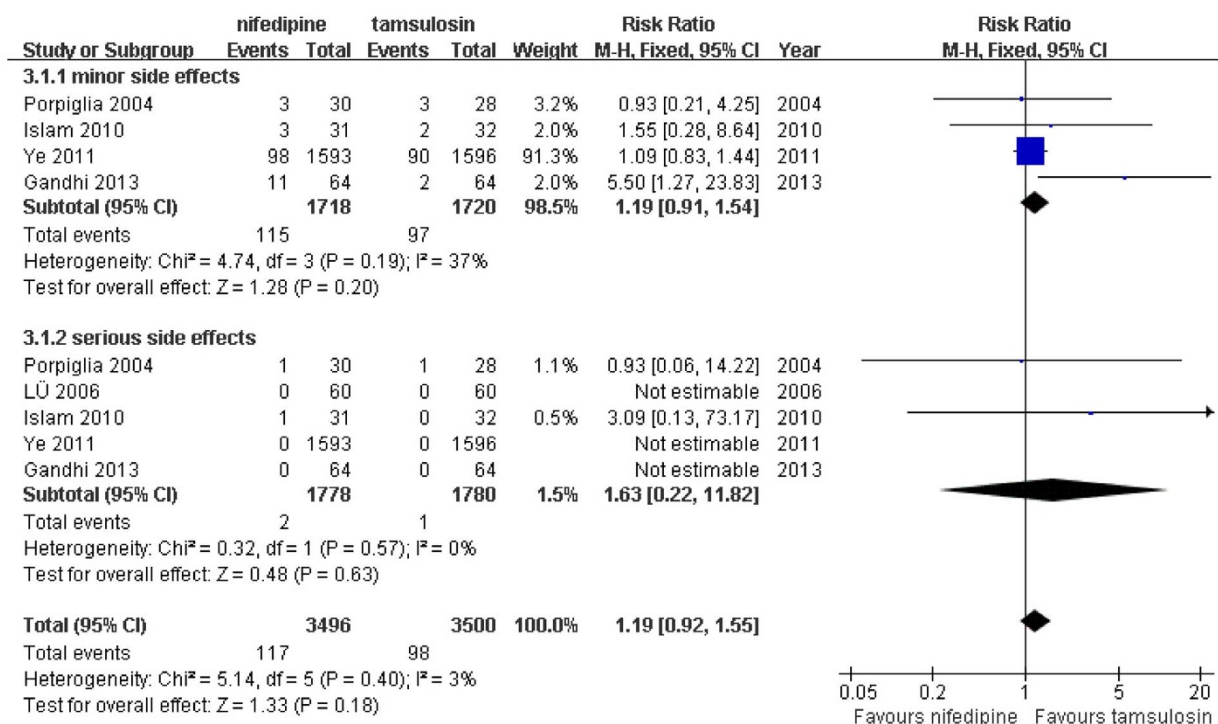 nifedipine tamsulosin Risk Ratio Risk Ratio
Study or Subgroup Events Total Events Total Weight M-H, Fixed, 95% CI Year M-H, Fixed, 95% CI
3.1.1 minor side effects
Porpiglia 2004 3 30 3 28 3.2% 0.93 [0.21, 4.25] 2004
Islam 2010 3 31 2 32 2.0% 1.55 [0.28, 8.64] 2010
Ye 2011 98 1593 90 1596 91.3% 1.09 [0.83, 1.44] 2011
Gandhi 2013 11 64 2 64 2.0% 5.50 [1.27, 23.83] 2013
Subtotal (95% CI) 1718 1720 98.5% 1.19 [0.91, 1.54]
Total events 115 97
Heterogeneity: Chi² = 4.74, df = 3 (P = 0.19); I² = 37%
Test for overall effect: Z = 1.28 (P = 0.20)
3.1.2 serious side effects
Porpiglia 2004 1 30 1 28 1.1% 0.93 [0.06, 14.22] 2004
LÜ 2006 0 60 0 60 Not estimable 2006
Islam 2010 1 31 0 32 0.5% 3.09 [0.13, 73.17] 2010
Ye 2011 0 1593 0 1596 Not estimable 2011
Gandhi 2013 0 64 0 64 Not estimable 2013
Subtotal (95% CI) 1778 1780 1.5% 1.63 [0.22, 11.82]
Total events 2 1
Heterogeneity: Chi² = 0.32, df = 1 (P = 0.57); I² = 0%
Test for overall effect: Z = 0.48 (P = 0.63)
Total (95% CI) 3496 3500 100.0% 1.19 [0.92, 1.55]
Total events 117 98
Heterogeneity: Chi² = 5.14, df = 5 (P = 0.40); I² = 3%
Test for overall effect: Z = 1.33 (P = 0.18)
0.05 0.2 1 5 20
Favours nifedipine Favours tamsulosin